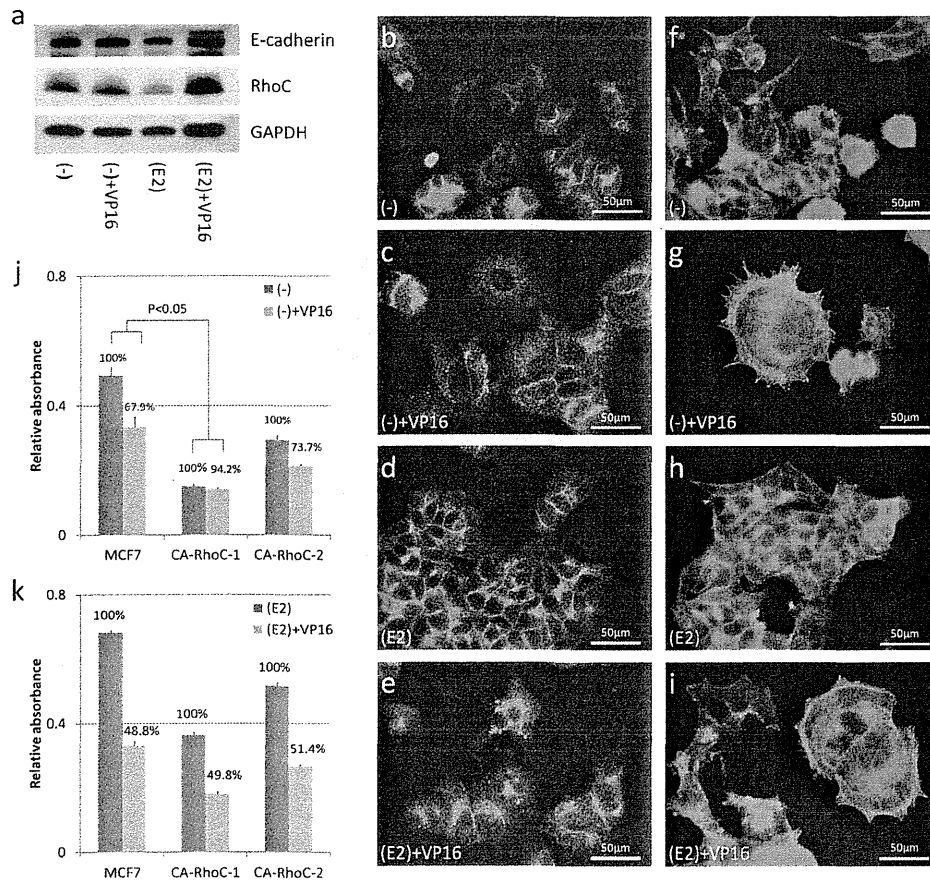 a
E-cadherin
RhoC
GAPDH
(-)
(-)+VP16
(E2)
(E2)+VP16
j
0.8
0.4
0
Relative absorbance
(-)
(-)+VP16
P<0.05
100%
67.9%
100%
94.2%
100%
73.7%
MCF7
CA-RhoC-1
CA-RhoC-2
k
0.8
0.4
0
Relative absorbance
(E2)
(E2)+VP16
100%
48.8%
100%
49.8%
100%
51.4%
MCF7
CA-RhoC-1
CA-RhoC-2
b
(-)
50μm
f
(-)
50μm
c
(-)+VP16
50μm
g
(-)+VP16
50μm
d
(E2)
50μm
h
(E2)
50μm
e
(E2)+VP16
50μm
i
(E2)+VP16
50μm